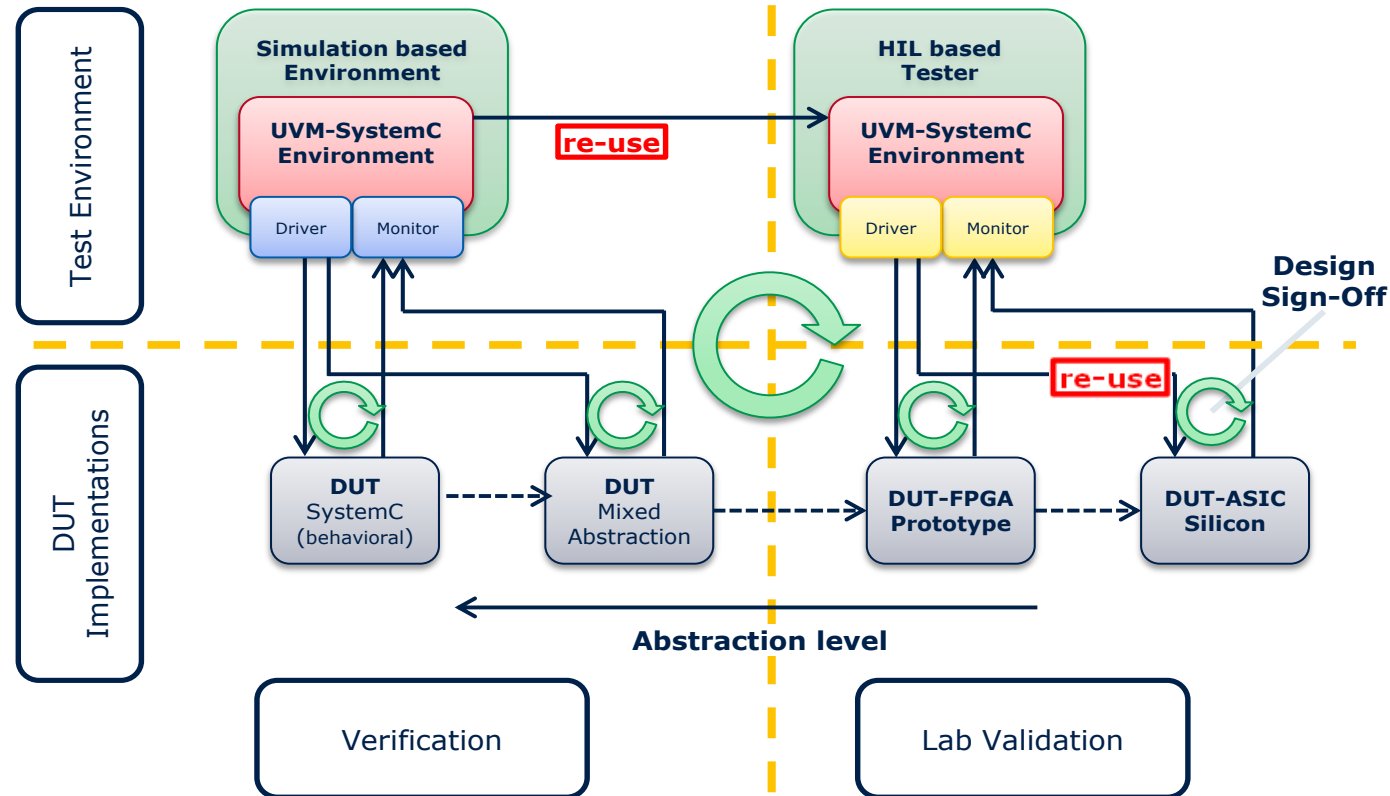 Test Environment
Simulation based
Environment
UVM-SystemC
Environment
Driver
Monitor
re-use
HIL based
Tester
UVM-SystemC
Environment
Driver
Monitor
Design
Sign-Off
DUT
Implementations
re-use
DUT
SystemC
(behavioral)
DUT
Mixed
Abstraction
DUT-FPGA
Prototype
DUT-ASIC
Silicon
Abstraction level
Verification
Lab Validation